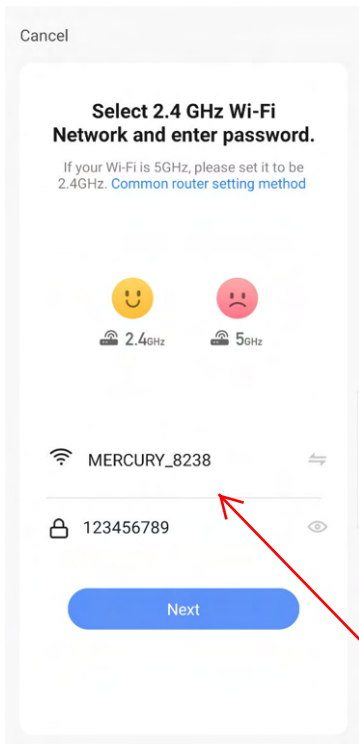 Cancel
Select 2.4 GHz Wi-Fi
Network and enter password.
If your Wi-Fi is 5GHz, please set it to be
2.4GHz. Common router setting method
2.4GHz 5GHz
MERCURY_8238
123456789
Next